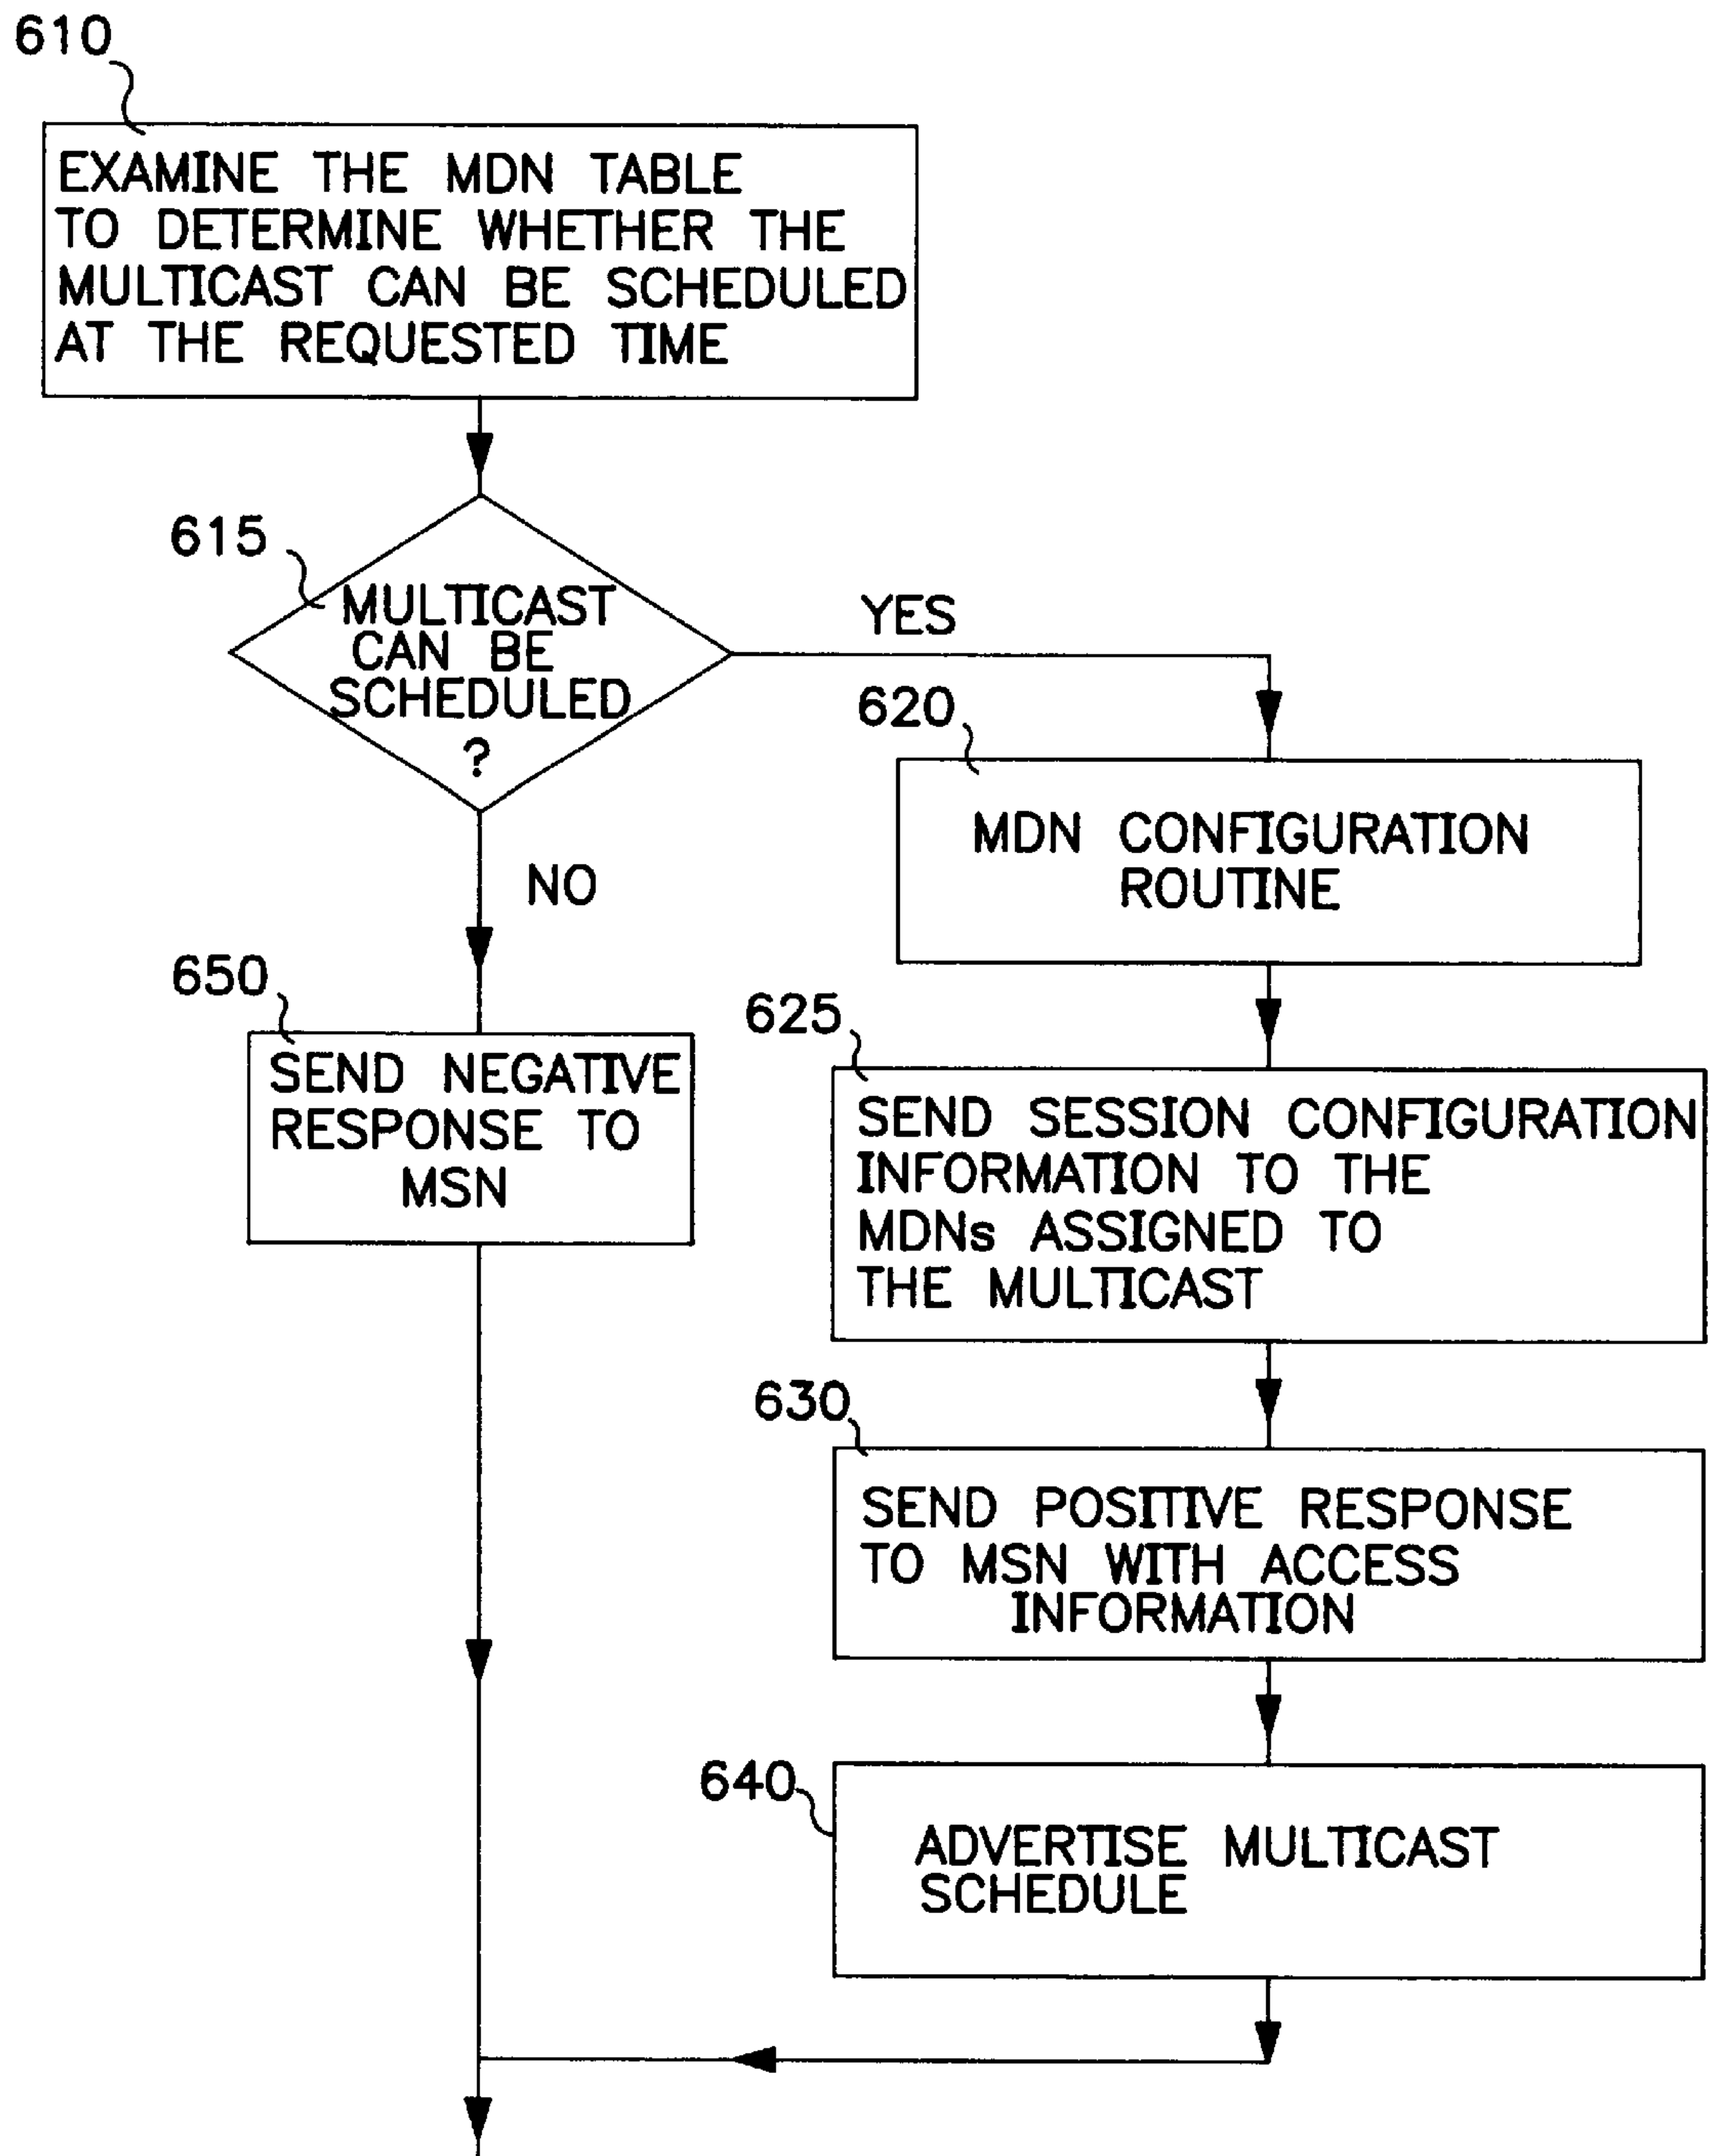 610
EXAMINE THE MDN TABLE
TO DETERMINE WHETHER THE
MULTICAST CAN BE SCHEDULED
AT THE REQUESTED TIME
615
MULTICAST
CAN BE
SCHEDULED
?
YES
NO
620
MDN CONFIGURATION
ROUTINE
650
SEND NEGATIVE
RESPONSE TO
MSN
625
SEND SESSION CONFIGURATION
INFORMATION TO THE
MDNs ASSIGNED TO
THE MULTICAST
630
SEND POSITIVE RESPONSE
TO MSN WITH ACCESS
INFORMATION
640
ADVERTISE MULTICAST
SCHEDULE